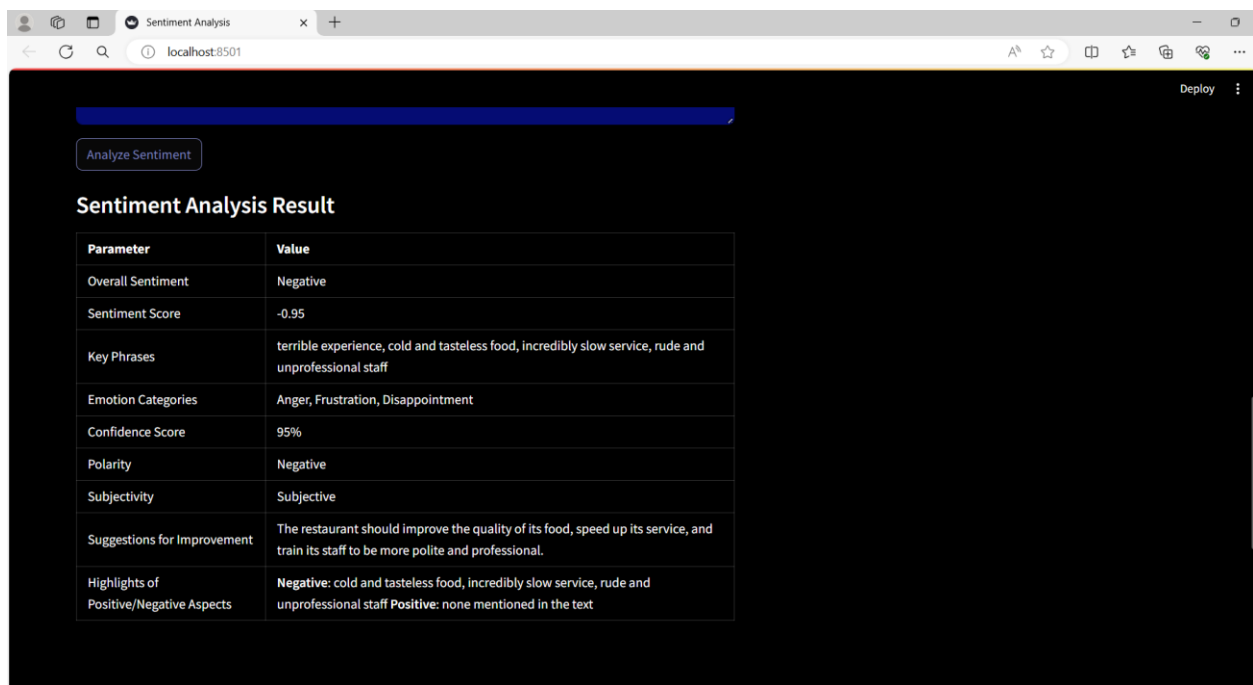 Sentiment Analysis
localhost:8501
Deploy
Analyze Sentiment
Sentiment Analysis Result
Parameter Value
Overall Sentiment Negative
Sentiment Score -0.95
Key Phrases terrible experience, cold and tasteless food, incredibly slow service, rude and
unprofessional staff
Emotion Categories Anger, Frustration, Disappointment
Confidence Score 95%
Polarity Negative
Subjectivity Subjective
Suggestions for Improvement The restaurant should improve the quality of its food, speed up its service, and
train its staff to be more polite and professional.
Highlights of Negative: cold and tasteless food, incredibly slow service, rude and
Positive/Negative Aspects unprofessional staff Positive: none mentioned in the text